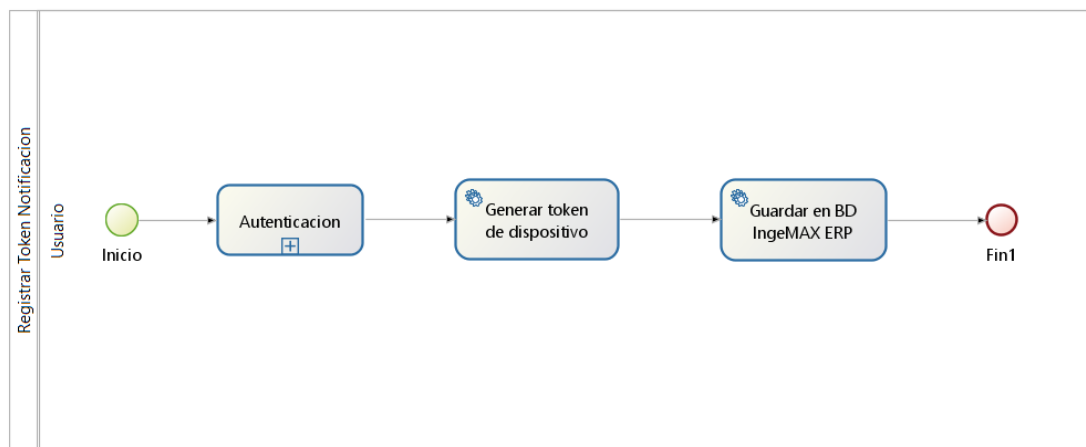 Registrar Token Notificacion
Usuario
Inicio
Autenticacion
Generar token
de dispositivo
Guardar en BD
IngeMAX ERP
Fin1